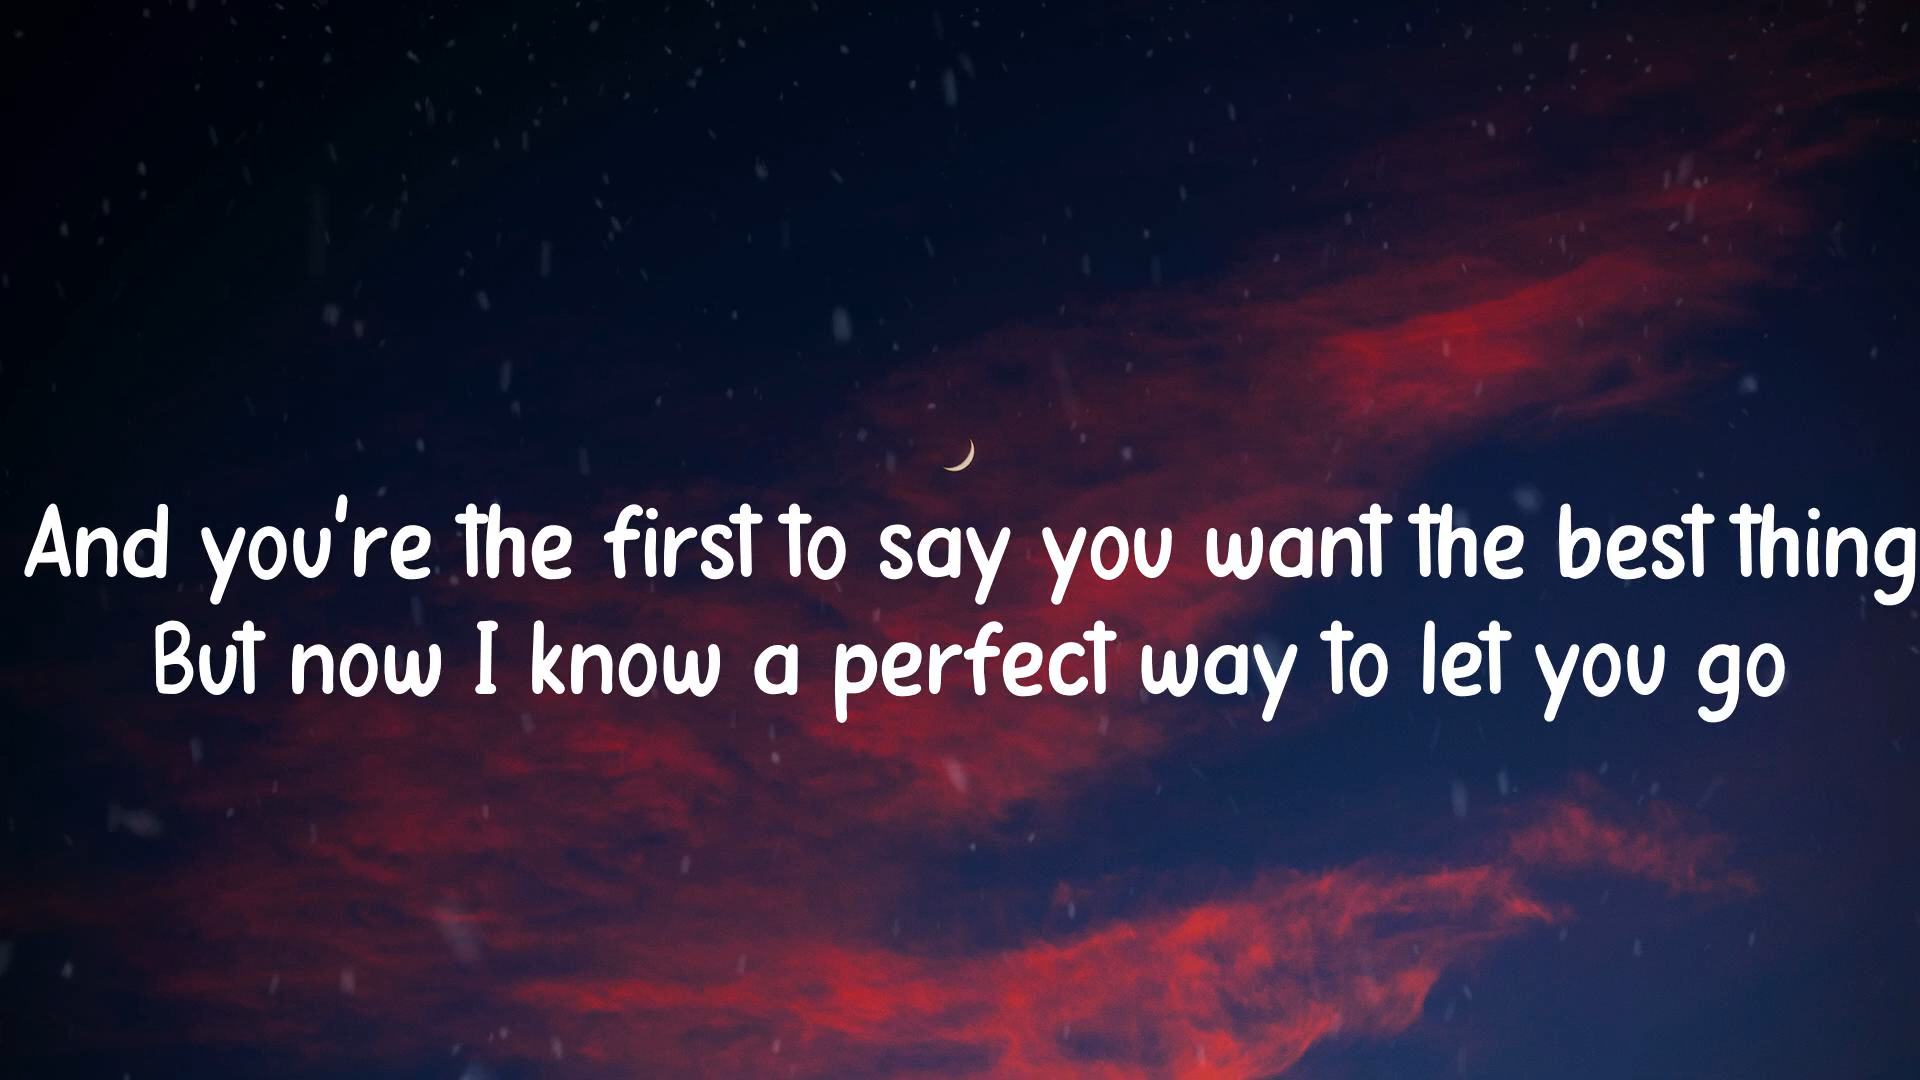 And you're the first to say you want the best thing
But now I know a perfect way to let you go